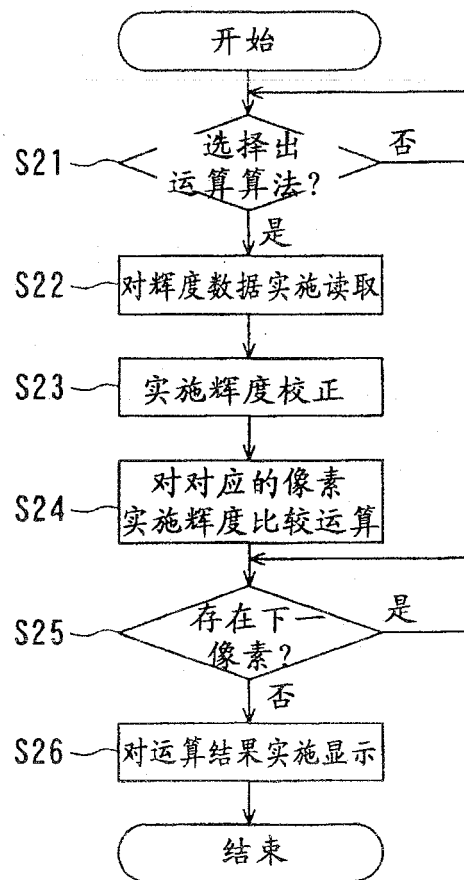 开始
S21
选择出
运算算法?
否
是
S22
对辉度数据实施读取
S23
实施辉度校正
S24
对对应的像素
实施辉度比较运算
S25
存在下一
像素?
是
否
S26
对运算结果实施显示
结束